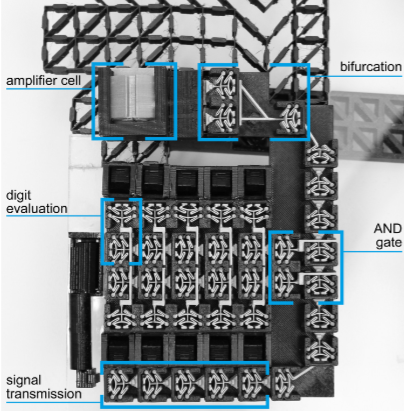 bifurcation
amplifier cell
digit
evaluation
AND
gate
signal
transmission